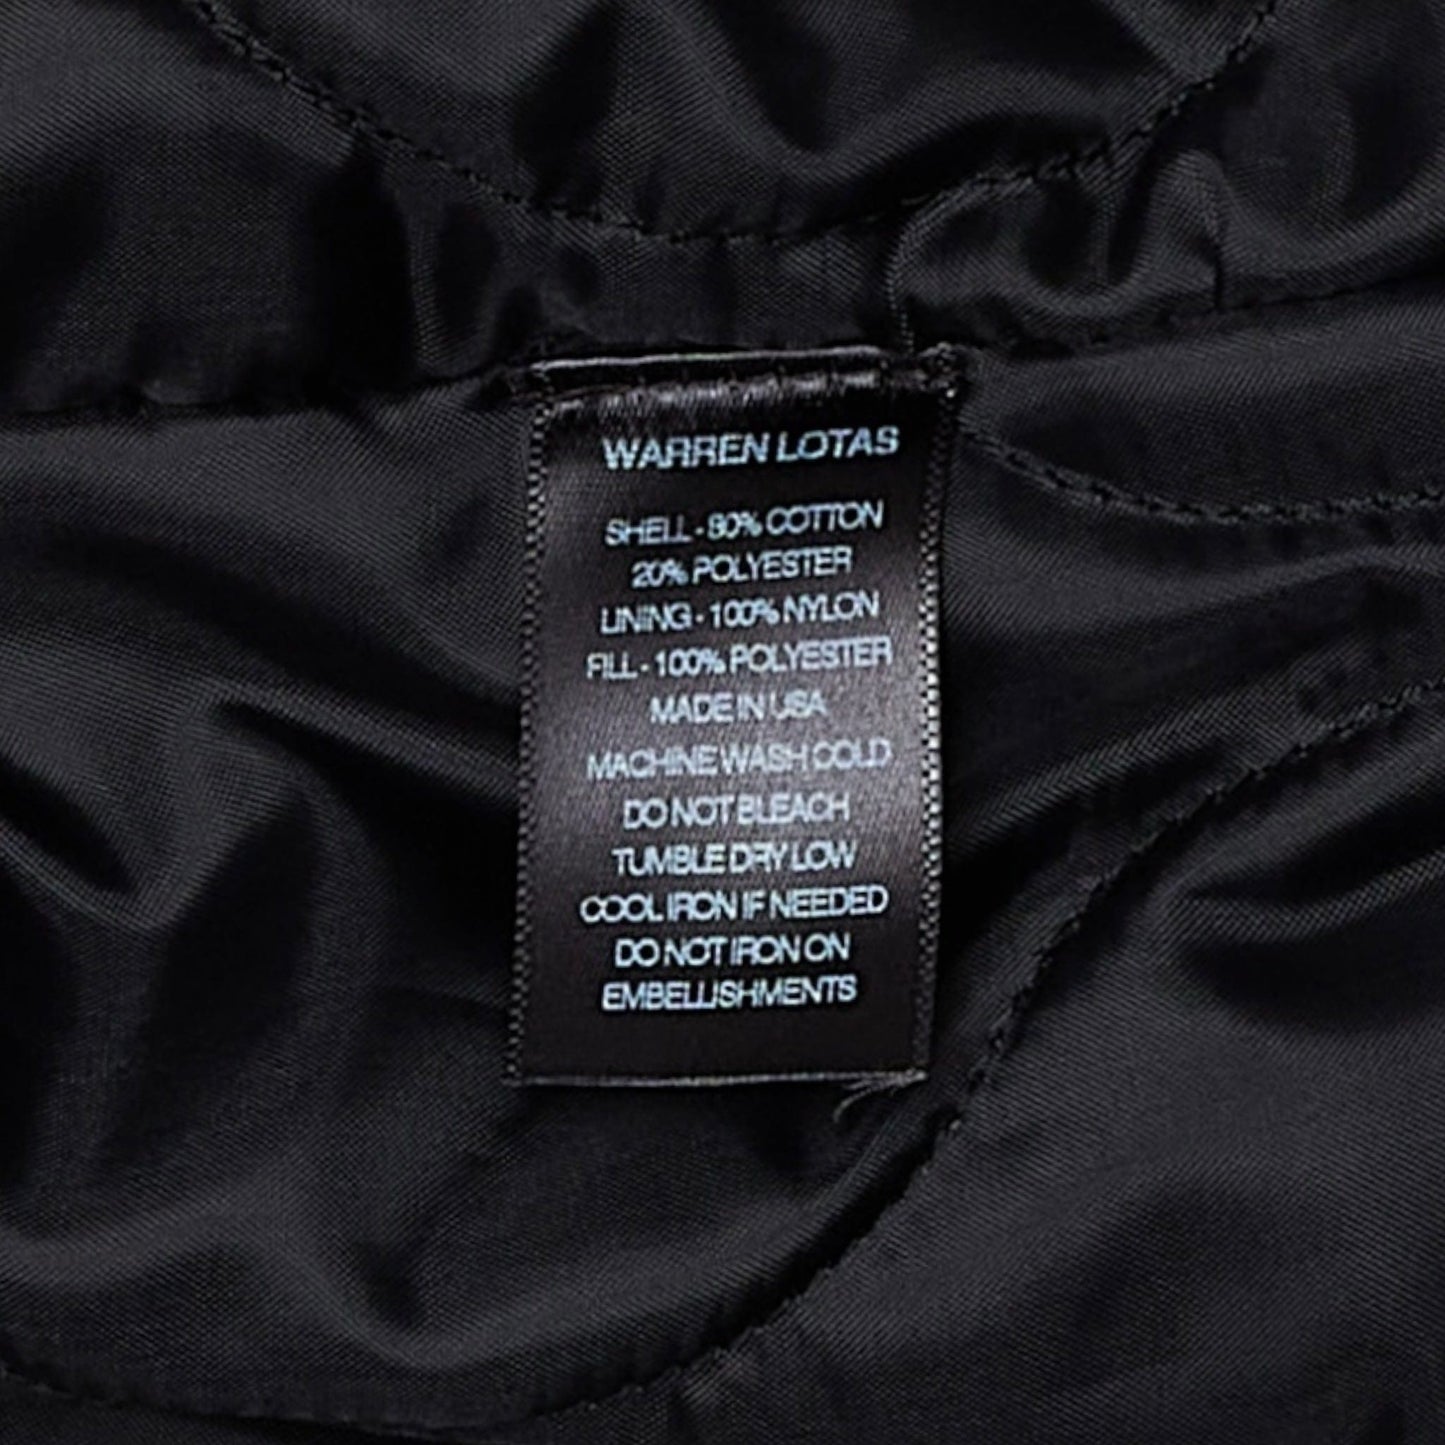 WARREN LOTAS
SHELL - 80% COTTON
20% POLYESTER
LINING - 100% NYLON
FILL - 100% POLYESTER
MADE IN USA
MACHINE WASH COLD
DO NOT BLEACH
TUMBLE DRY LOW
COOL IRON IF NEEDED
DO NOT IRON ON
EMBELLISHMENTS